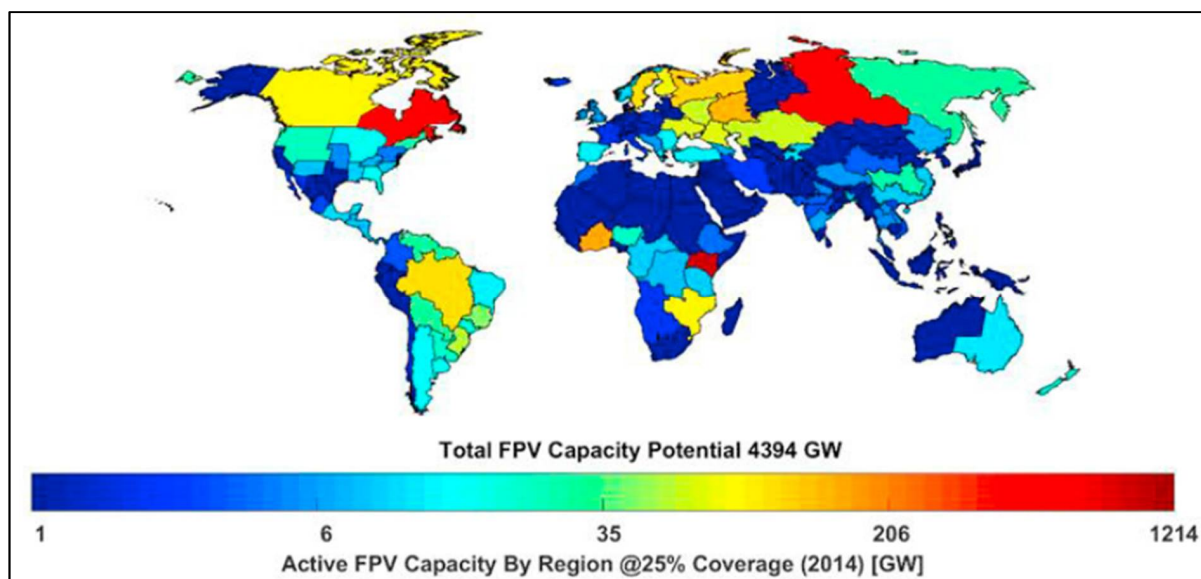 Total FPV Capacity Potential 4394 GW
1 6 35 206 1214
Active FPV Capacity By Region @25% Coverage (2014) [GW]